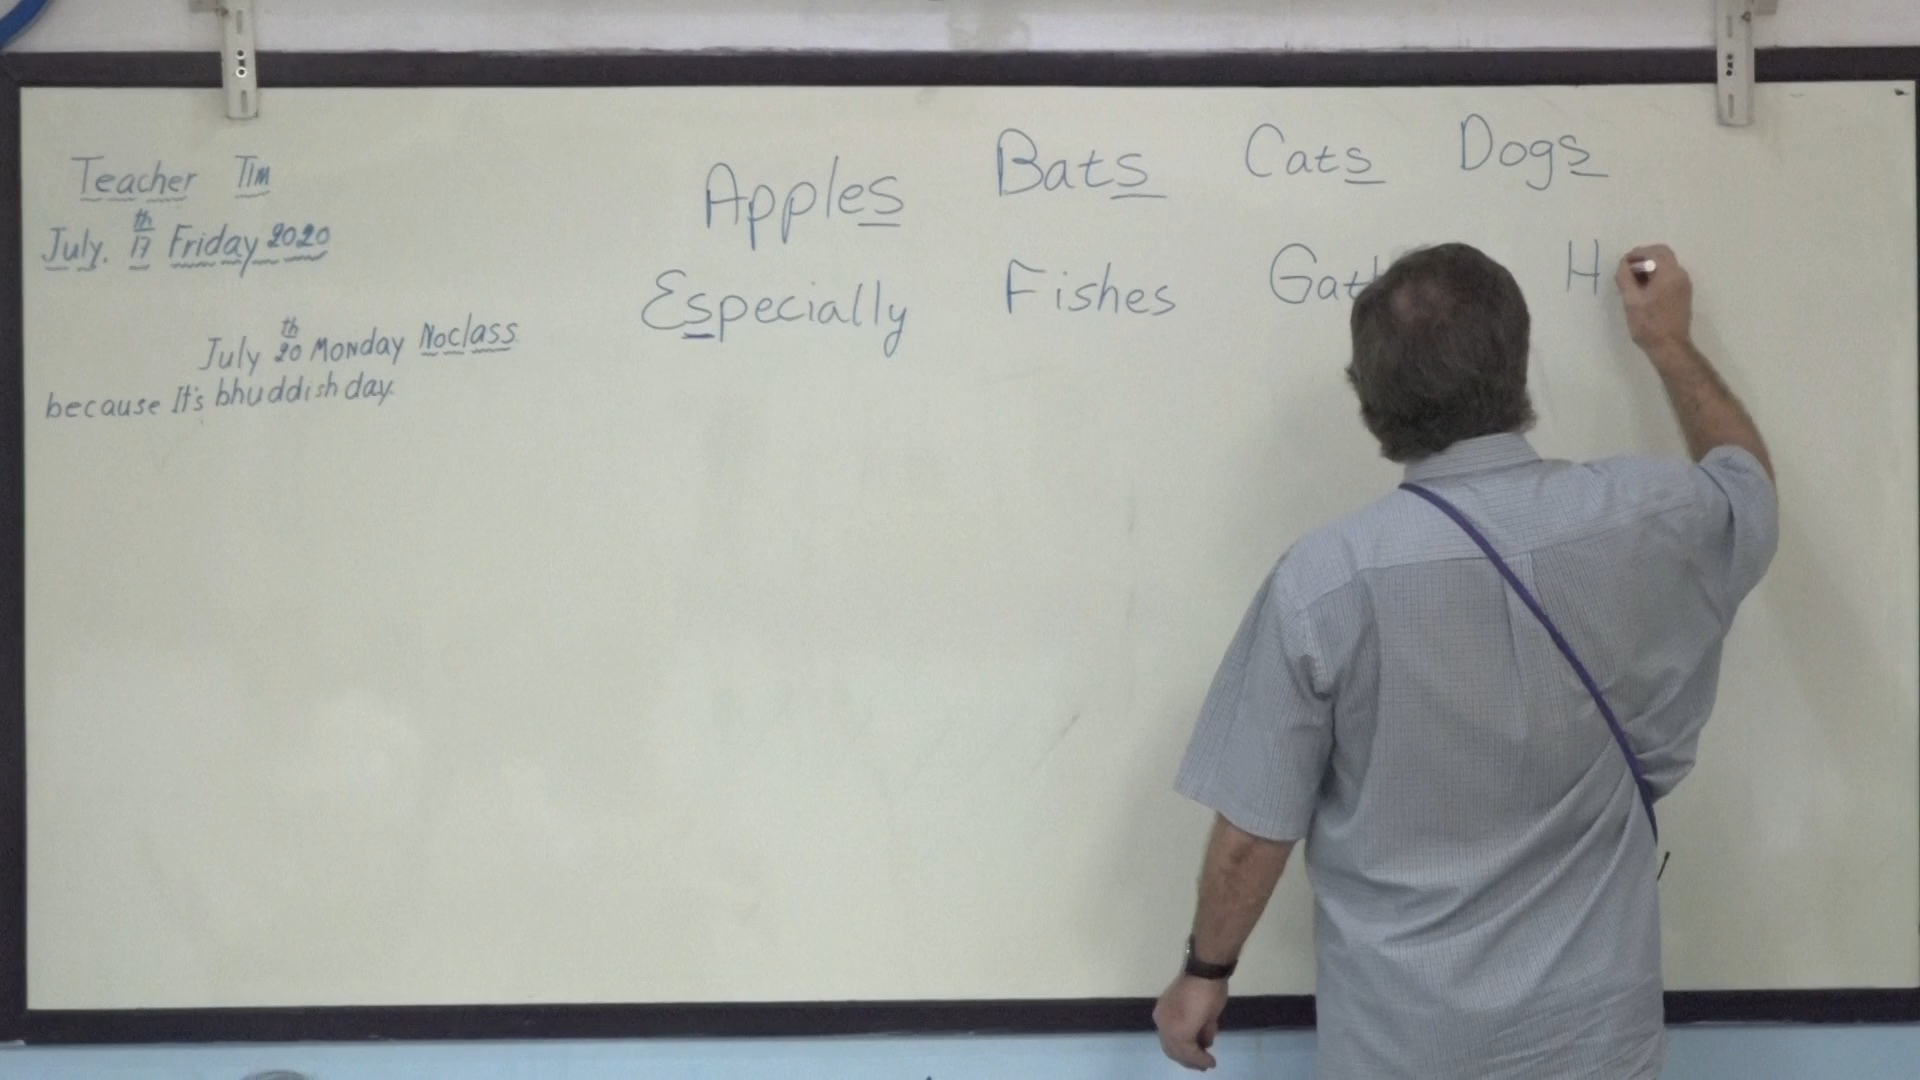 Teacher Tim
July. 17th Friday 2020
July 20th Monday Noclass
because It's bhuddish day.
Apples Bats Cats Dogs
Especially Fishes